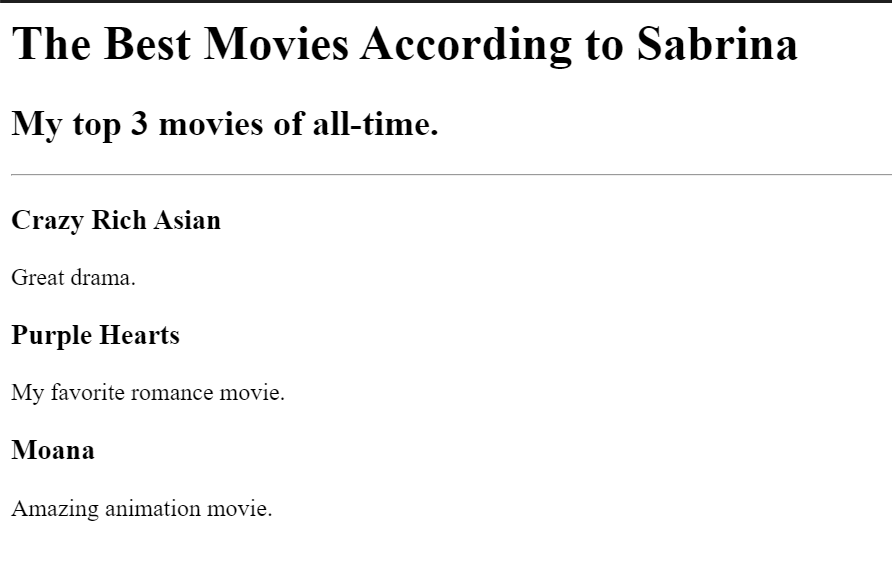 The Best Movies According to Sabrina
My top 3 movies of all-time.
Crazy Rich Asian
Great drama.
Purple Hearts
My favorite romance movie.
Moana
Amazing animation movie.